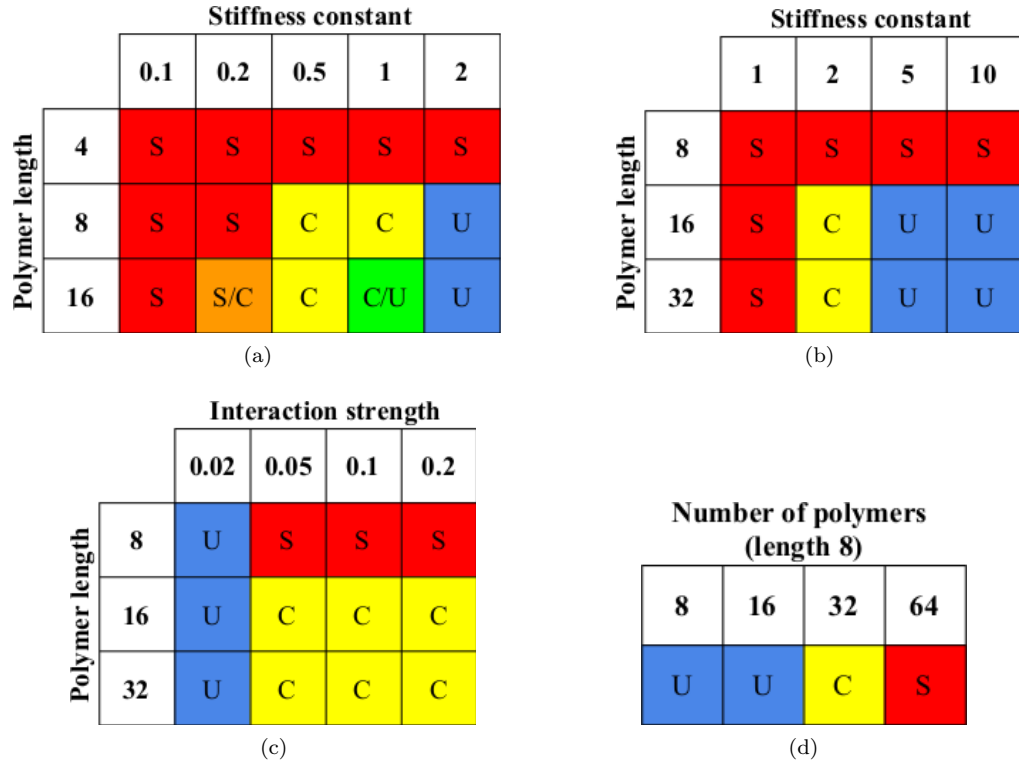 Stiffness constant
0.1 0.2 0.5 1 2
Polymer length
4 S S S S S
8 S S C C U
16 S S/C C C/U U
(a)
Stiffness constant
1 2 5 10
Polymer length
8 S S S S
16 S C U U
32 S C U U
(b)
Interaction strength
0.02 0.05 0.1 0.2
Polymer length
8 U S S S
16 U C C C
32 U C C C
(c)
Number of polymers
(length 8)
8 16 32 64
U U C S
(d)